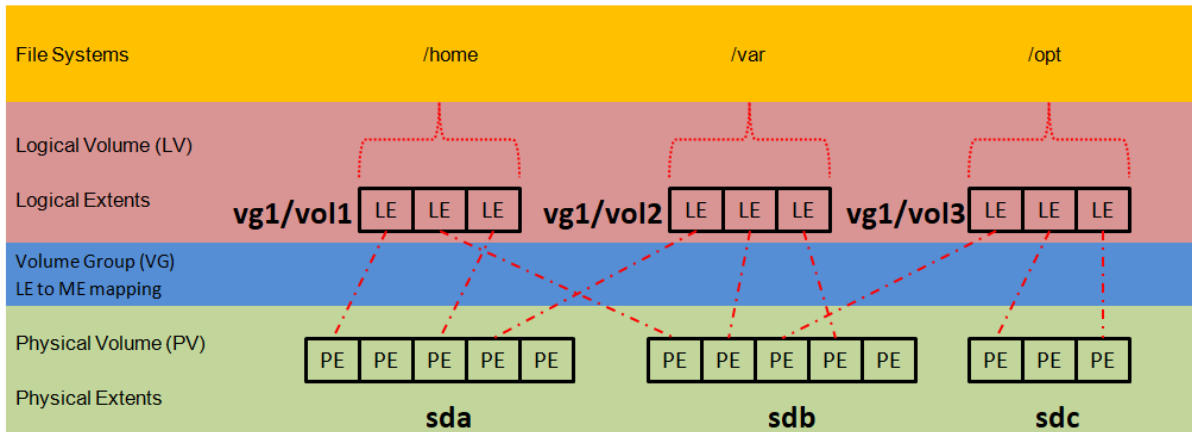 File Systems /home /var /opt
Logical Volume (LV)
Logical Extents vg1/vol1 LE LE LE vg1/vol2 LE LE LE vg1/vol3 LE LE LE
Volume Group (VG)
LE to ME mapping
Physical Volume (PV) PE PE PE PE PE PE PE PE PE PE PE PE PE
Physical Extents
sda sdb sdc